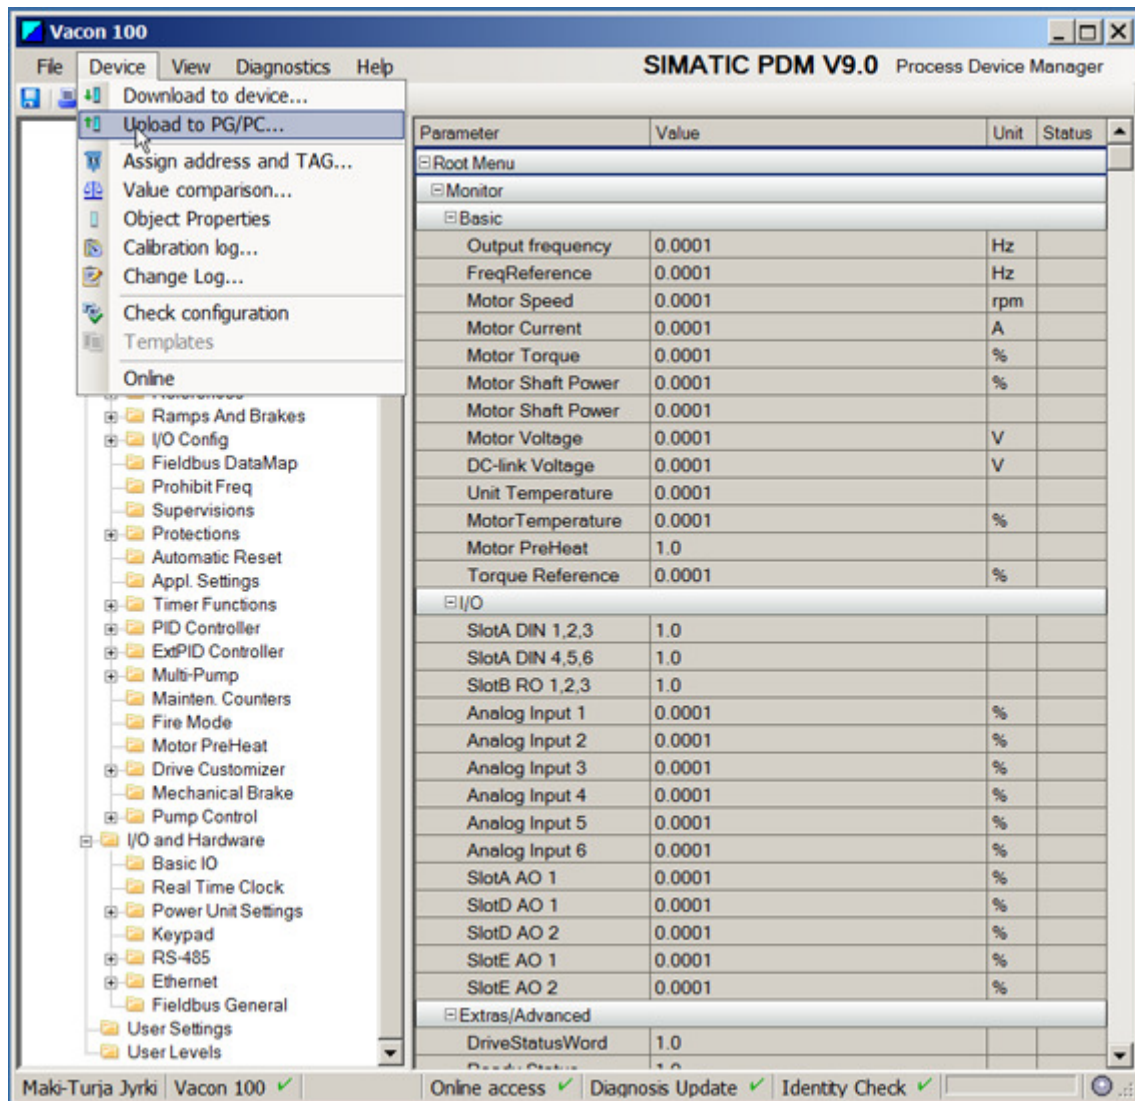 Vacon 100
File Device View Diagnostics Help SIMATIC PDM V9.0 Process Device Manager
Download to device...
Upload to PG/PC...
Assign address and TAG...
Value comparison...
Object Properties
Calibration log...
Change Log...
Check configuration
Templates
Online
Ramps And Brakes
I/O Config
Fieldbus DataMap
Prohibit Freq
Supervisions
Protections
Automatic Reset
Appl. Settings
Timer Functions
PID Controller
ExtPID Controller
Multi-Pump
Mainten. Counters
Fire Mode
Motor PreHeat
Drive Customizer
Mechanical Brake
Pump Control
I/O and Hardware
Basic IO
Real Time Clock
Power Unit Settings
Keypad
RS-485
Ethernet
Fieldbus General
User Settings
User Levels
Parameter Value Unit Status
Root Menu
Monitor
Basic
Output frequency 0.0001 Hz
FreqReference 0.0001 Hz
Motor Speed 0.0001 rpm
Motor Current 0.0001 A
Motor Torque 0.0001 %
Motor Shaft Power 0.0001 %
Motor Shaft Power 0.0001
Motor Voltage 0.0001 V
DC-link Voltage 0.0001 V
Unit Temperature 0.0001
MotorTemperature 0.0001 %
Motor PreHeat 1.0
Torque Reference 0.0001 %
I/O
SlotA DIN 1,2,3 1.0
SlotA DIN 4,5,6 1.0
SlotB RO 1,2,3 1.0
Analog Input 1 0.0001 %
Analog Input 2 0.0001 %
Analog Input 3 0.0001 %
Analog Input 4 0.0001 %
Analog Input 5 0.0001 %
Analog Input 6 0.0001 %
SlotA AO 1 0.0001 %
SlotD AO 1 0.0001 %
SlotD AO 2 0.0001 %
SlotE AO 1 0.0001 %
SlotE AO 2 0.0001 %
Extras/Advanced
DriveStatusWord 1.0
Maki-Turja Jyrki Vacon 100 Online access Diagnosis Update Identity Check